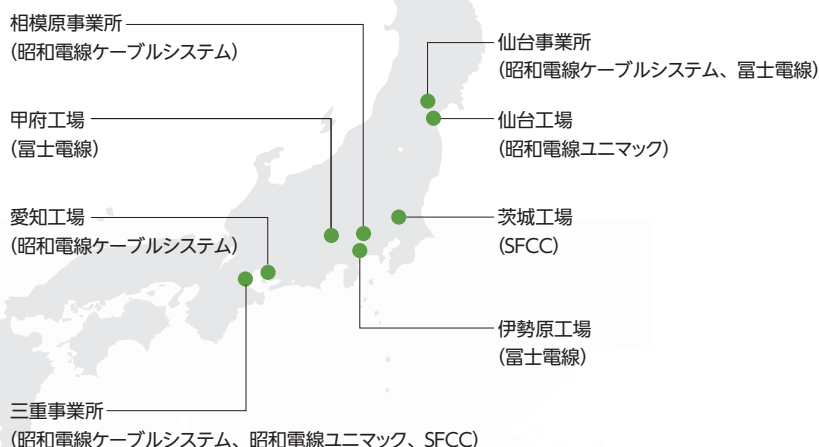 相模原事業所
(昭和電線ケーブルシステム)
甲府工場
(冨士電線)
愛知工場
(昭和電線ケーブルシステム)
三重事業所
(昭和電線ケーブルシステム、昭和電線ユニマック、SFCC)
仙台事業所
(昭和電線ケーブルシステム、冨士電線)
仙台工場
(昭和電線ユニマック)
茨城工場
(SFCC)
伊勢原工場
(冨士電線)